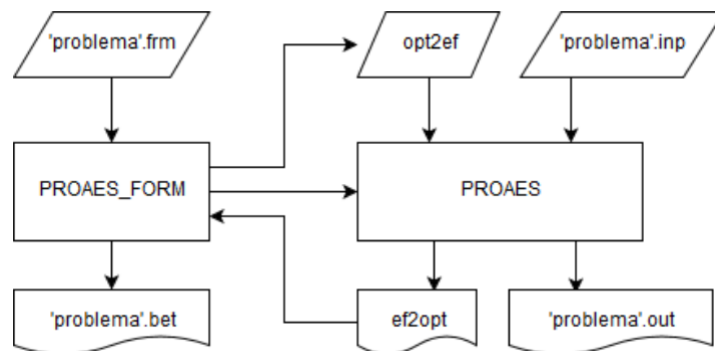 'problema'.frm
opt2ef
'problema'.inp
PROAES_FORM
PROAES
'problema'.bet
ef2opt
'problema'.out